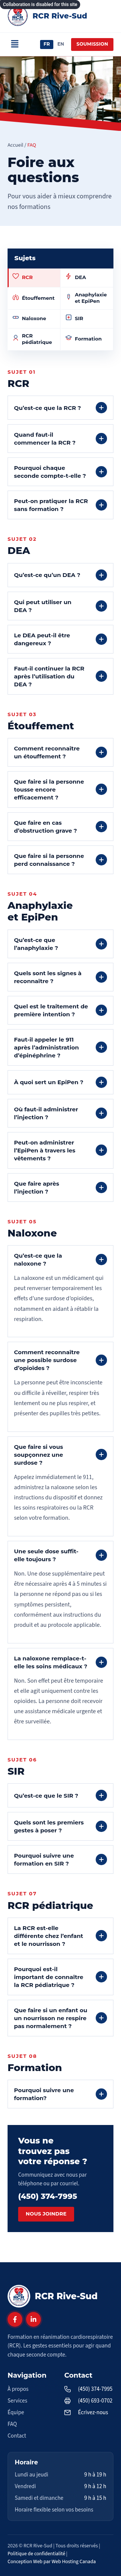 Collaboration is disabled for this site
RCR Rive-Sud
FR EN SOUMISSION
Accueil / FAQ
Foire aux
questions
Pour vous aider à mieux comprendre
nos formations
Sujets
RCR
DEA
Étouffement
Anaphylaxie
et EpiPen
Naloxone
SIR
RCR
pédiatrique
Formation
SUJET 01
RCR
Qu'est-ce que la RCR ?
Quand faut-il
commencer la RCR ?
Pourquoi chaque
seconde compte-t-elle ?
Peut-on pratiquer la RCR
sans formation ?
SUJET 02
DEA
Qu'est-ce qu'un DEA ?
Qui peut utiliser un
DEA ?
Le DEA peut-il être
dangereux ?
Faut-il continuer la RCR
après l'utilisation du
DEA ?
SUJET 03
Étouffement
Comment reconnaître
un étouffement ?
Que faire si la personne
tousse encore
efficacement ?
Que faire en cas
d'obstruction grave ?
Que faire si la personne
perd connaissance ?
SUJET 04
Anaphylaxie
et EpiPen
Qu'est-ce que
l'anaphylaxie ?
Quels sont les signes à
reconnaître ?
Quel est le traitement de
première intention ?
Faut-il appeler le 911
après l'administration
d'épinéphrine ?
À quoi sert un EpiPen ?
Où faut-il administrer
l'injection ?
Peut-on administrer
l'EpiPen à travers les
vêtements ?
Que faire après
l'injection ?
SUJET 05
Naloxone
Qu'est-ce que la
naloxone ?
La naloxone est un médicament qui
peut renverser temporairement les
effets d'une surdose d'opioïdes,
notamment en aidant à rétablir la
respiration.
Comment reconnaître
une possible surdose
d'opioïdes ?
La personne peut être inconsciente
ou difficile à réveiller, respirer très
lentement ou ne plus respirer, et
présenter des pupilles très petites.
Que faire si vous
soupçonnez une
surdose ?
Appelez immédiatement le 911,
administrez la naloxone selon les
instructions du dispositif et donnez
les soins respiratoires ou la RCR
selon votre formation.
Une seule dose suffit-
elle toujours ?
Non. Une dose supplémentaire peut
être nécessaire après 4 à 5 minutes si
la personne ne répond pas ou si les
symptômes persistent,
conformément aux instructions du
produit et au protocole applicable.
La naloxone remplace-t-
elle les soins médicaux ?
Non. Son effet peut être temporaire
et elle agit uniquement contre les
opioïdes. La personne doit recevoir
une assistance médicale urgente et
être surveillée.
SUJET 06
SIR
Qu'est-ce que le SIR ?
Quels sont les premiers
gestes à poser ?
Pourquoi suivre une
formation en SIR ?
SUJET 07
RCR pédiatrique
La RCR est-elle
différente chez l'enfant
et le nourrisson ?
Pourquoi est-il
important de connaître
la RCR pédiatrique ?
Que faire si un enfant ou
un nourrisson ne respire
pas normalement ?
SUJET 08
Formation
Pourquoi suivre une
formation?
Vous ne
trouvez pas
votre réponse ?
Communiquez avec nous par
téléphone ou par courriel.
(450) 374-7995
NOUS JOINDRE
RCR Rive-Sud
Formation en réanimation cardiorespiratoire
(RCR). Les gestes essentiels pour agir quand
chaque seconde compte.
Navigation
À propos
Services
Équipe
FAQ
Contact
Contact
(450) 374-7995
(450) 693-0702
Écrivez-nous
Horaire
Lundi au jeudi 9 h à 19 h
Vendredi 9 h à 12 h
Samedi et dimanche 9 h à 15 h
Horaire flexible selon vos besoins
2026 © RCR Rive-Sud | Tous droits réservés |
Politique de confidentialité |
Conception Web par Web Hosting Canada